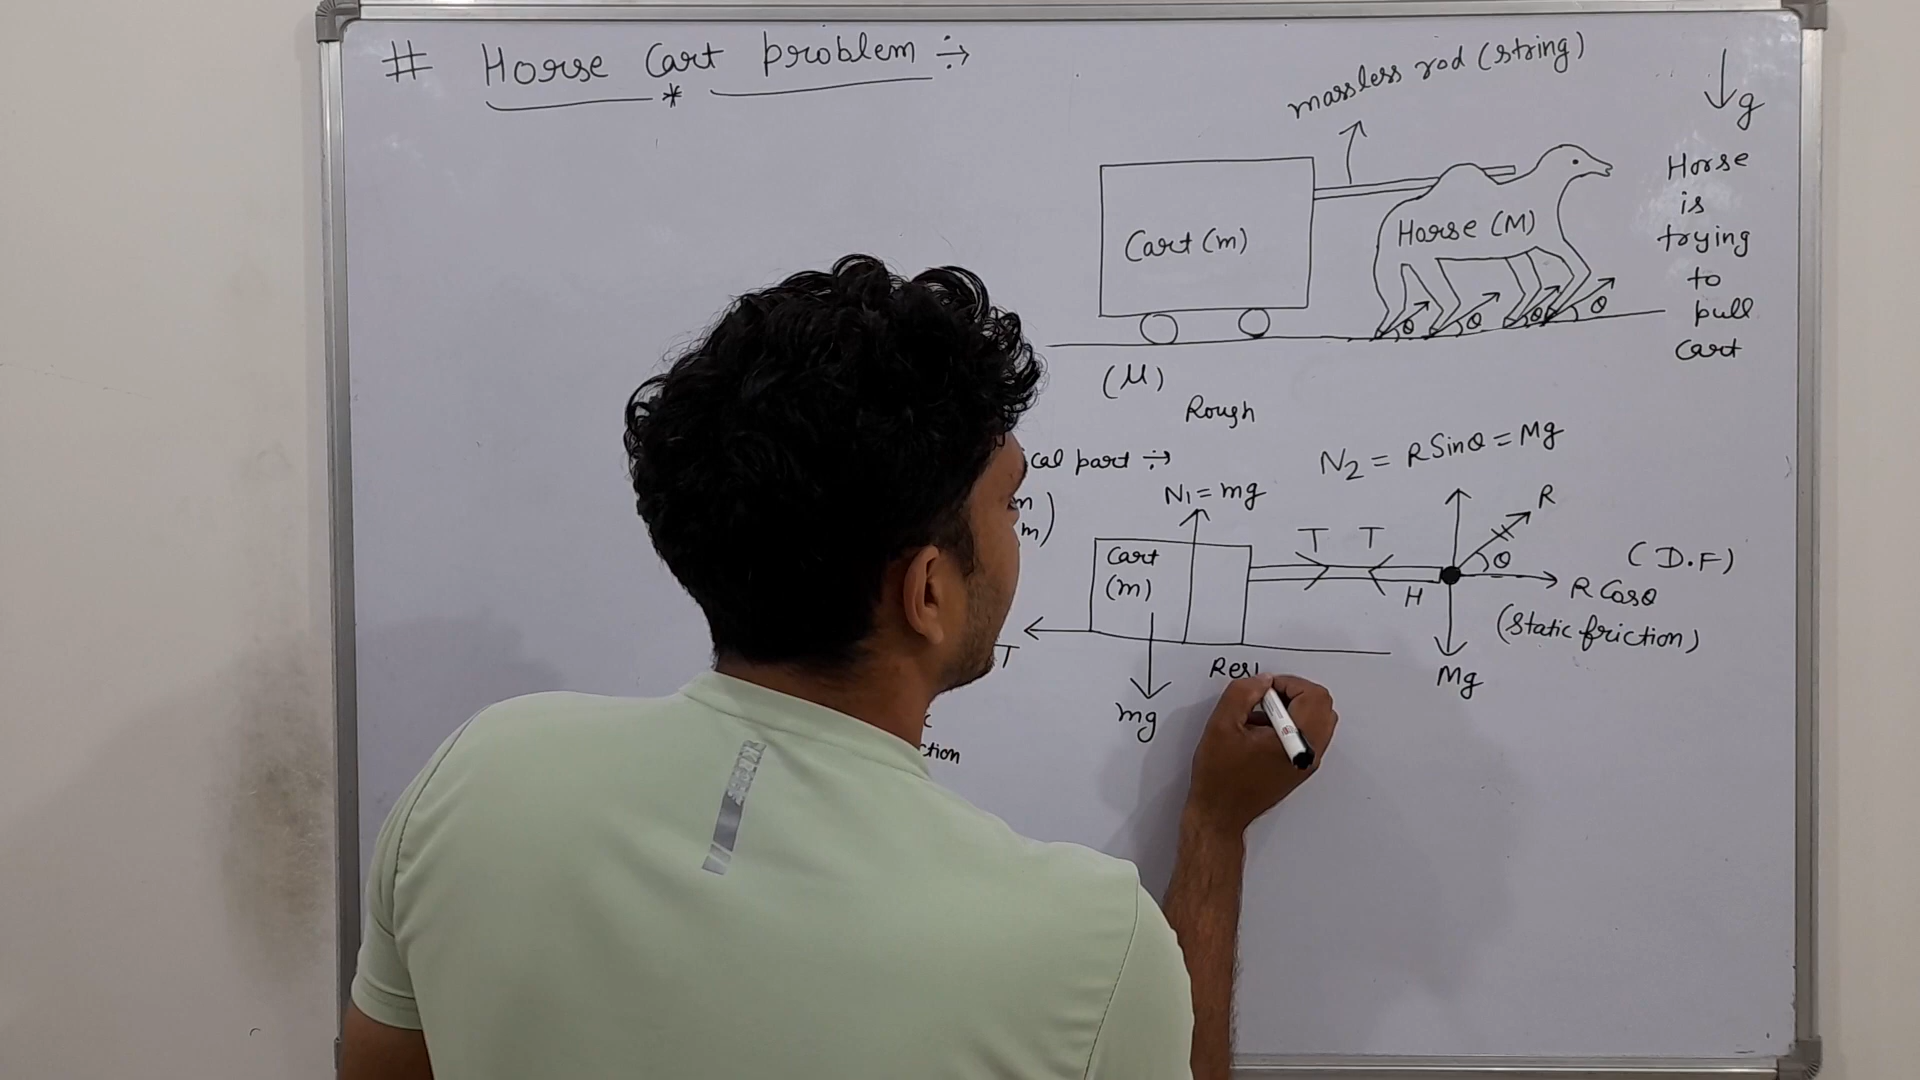 # Horse Cart problem ÷
*
massless rod (string)
g
Cart (m)
Horse (M)
Horse
is
trying
to
pull
cart
θ θ θ θ
(μ)
Rough
cal part ÷
N₂ = R Sinθ = Mg
N₁ = mg
m)
Cart
(m)
T T
R
θ
(D.F)
H
R Cosθ
(Static friction)
T
mg
Mg
ction